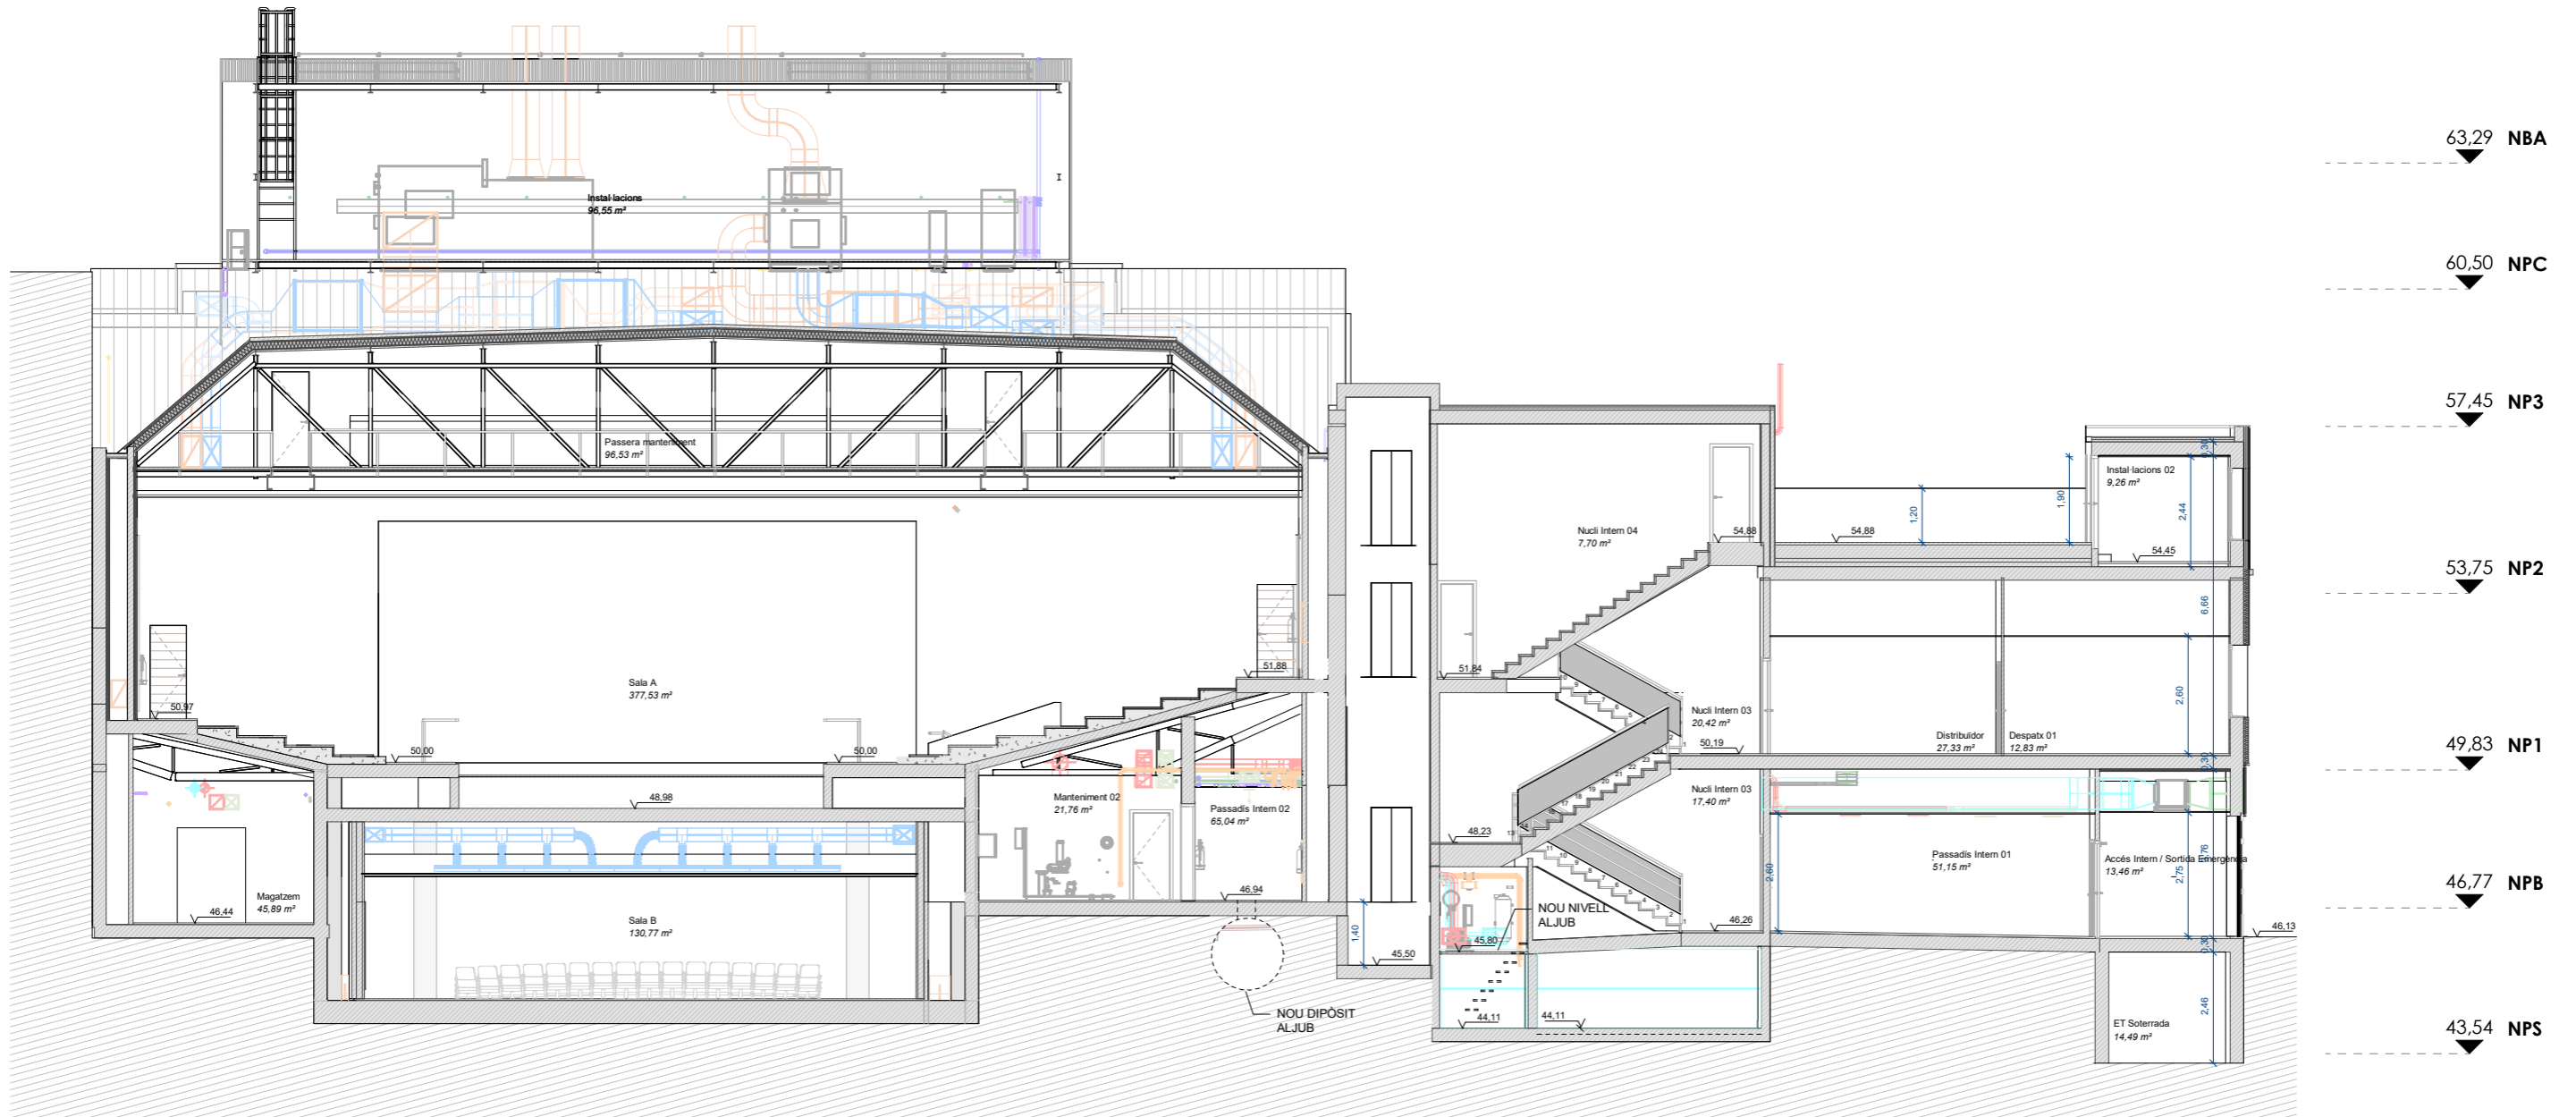 63,29 NBA
60,50 NPC
57,45 NP3
53,75 NP2
49,83 NP1
46,77 NPB
43,54 NPS
Instal·lacions
96,55 m²
Passera manteniment
96,53 m²
Instal·lacions 02
9,26 m²
0,30
1,90
2,44
1,20
Nucli Intern 04
7,70 m²
54,88
54,88
54,45
6,66
Sala A
377,53 m²
51,88
51,84
50,97
50,00
50,00
Nucli Intern 03
20,42 m²
50,19
2,60
Distribuïdor
27,33 m²
Despatx 01
12,83 m²
0,30
48,98
Manteniment 02
21,76 m²
Passadís Intern 02
65,04 m²
Nucli Intern 03
17,40 m²
48,23
Passadís Intern 01
51,15 m²
Accés Intern / Sortida Emergència
13,46 m²
2,60
2,75
Magatzem
45,89 m²
46,44
Sala B
130,77 m²
46,94
NOU NIVELL
ALJUB
46,26
46,13
1,40
45,50
45,80
0,30
NOU DIPÒSIT
ALJUB
44,11
44,11
2,46
ET Soterrada
14,49 m²